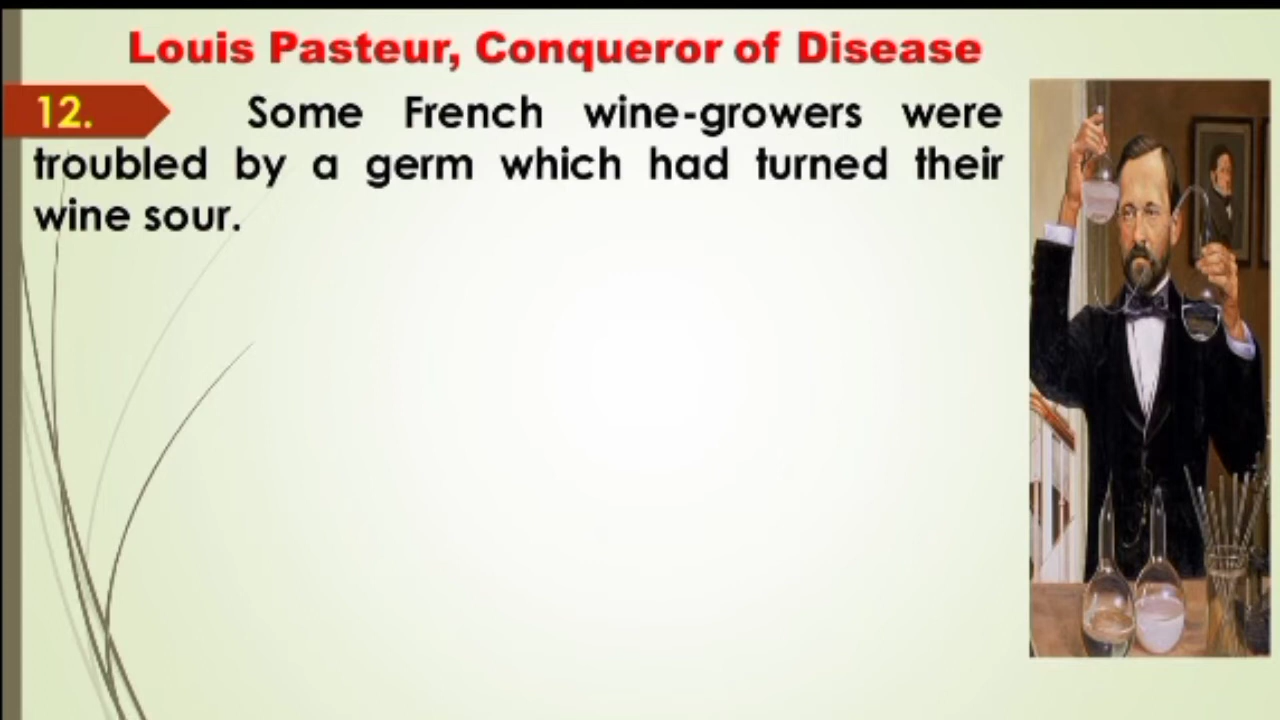 Louis Pasteur, Conqueror of Disease
12. Some French wine-growers were
troubled by a germ which had turned their
wine sour.